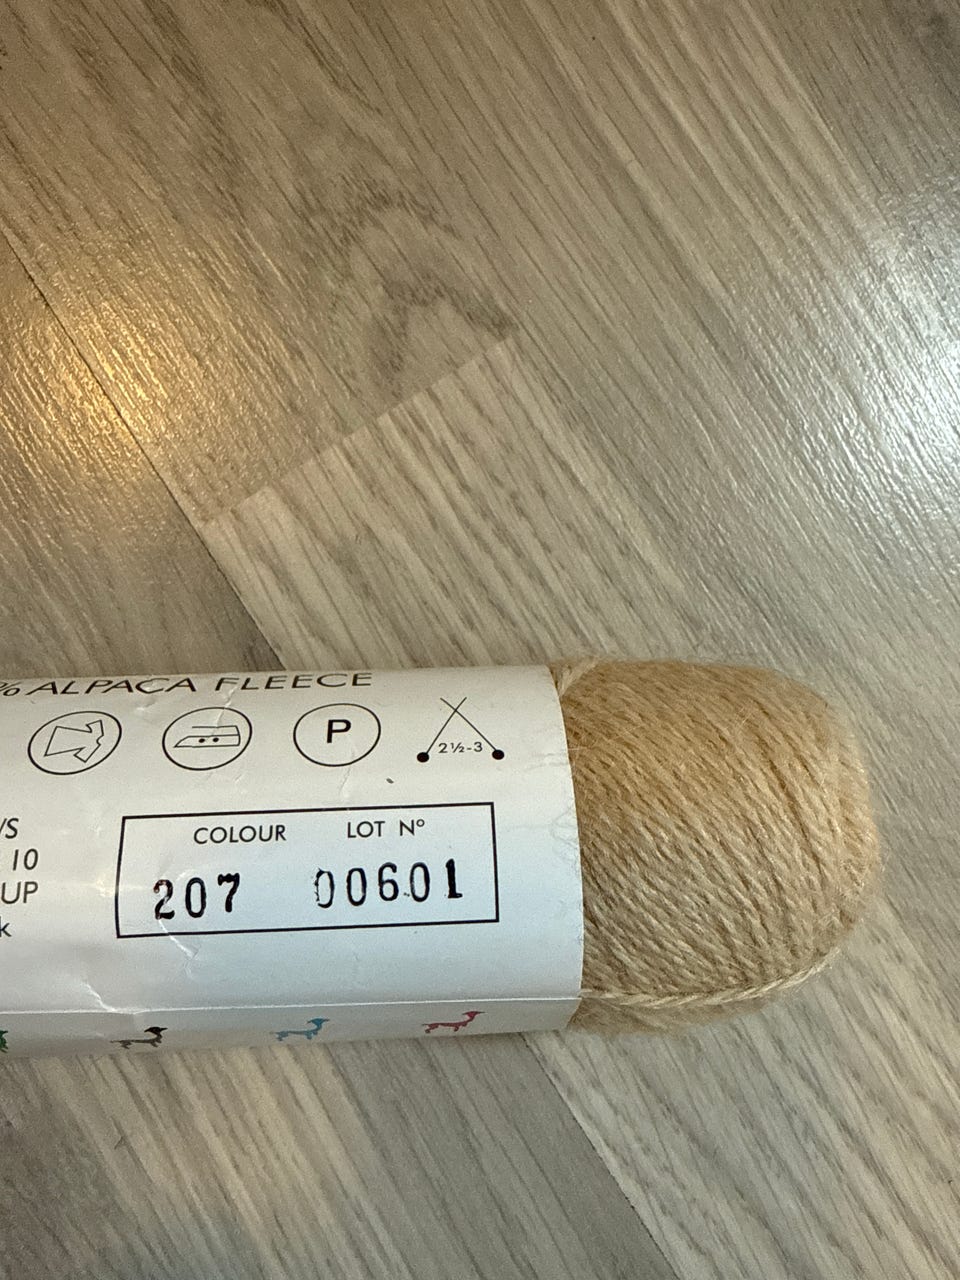 % ALPACA FLEECE
P
2½-3
/S
10
UP
k
COLOUR LOT Nº
207 00601